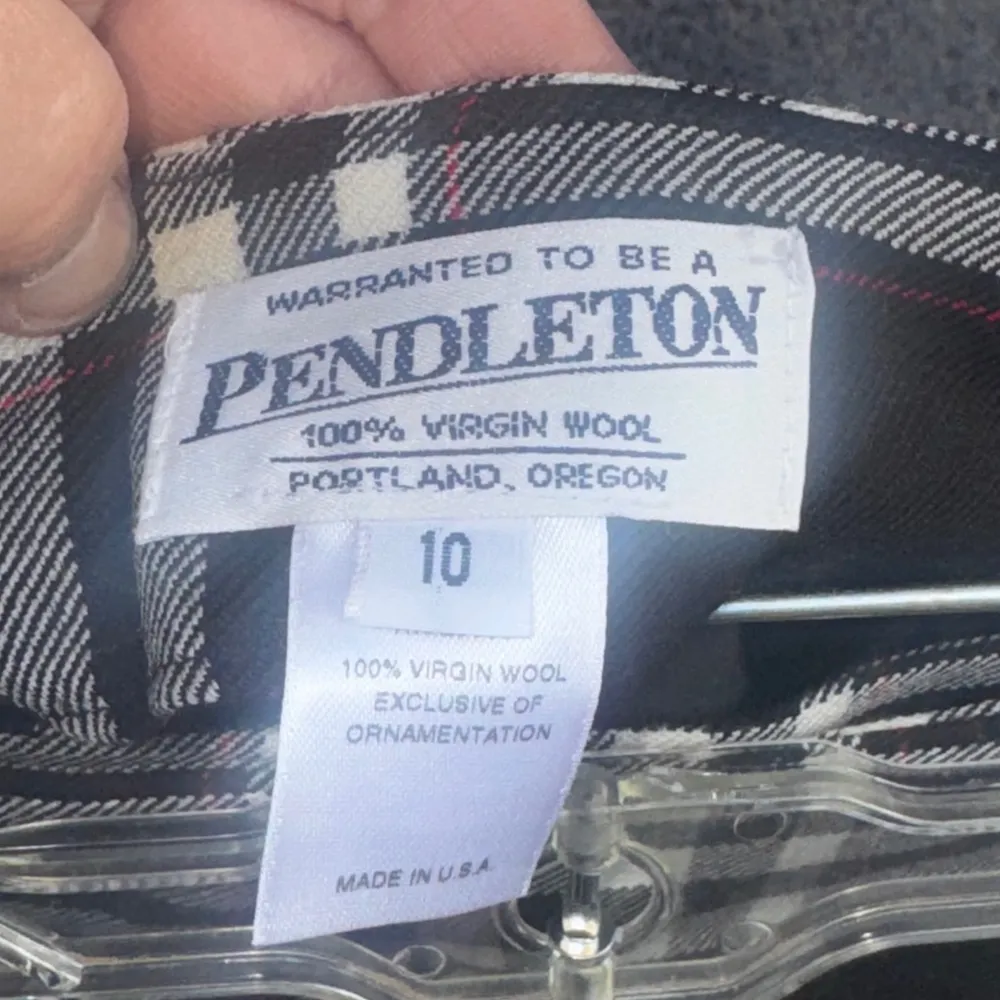 WARRANTED TO BE A
PENDLETON
100% VIRGIN WOOL
PORTLAND, OREGON
10
100% VIRGIN WOOL
EXCLUSIVE OF
ORNAMENTATION
MADE IN U.S.A.